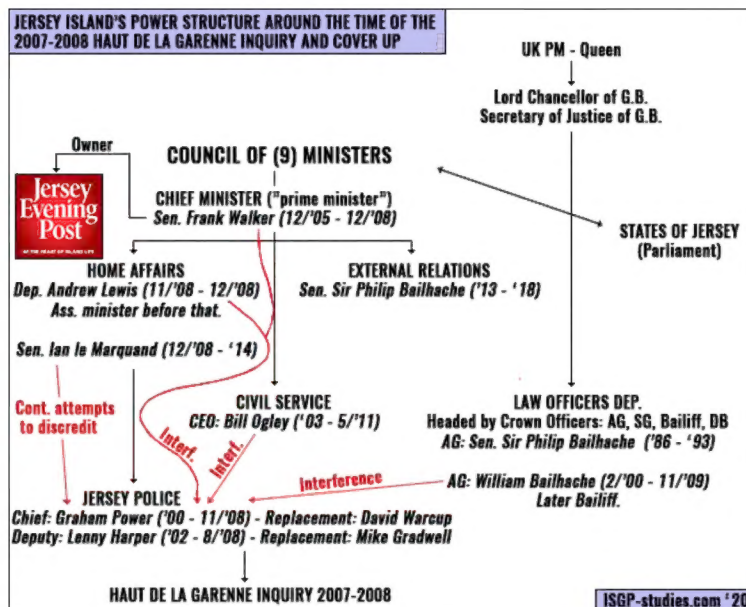 JERSEY ISLAND'S POWER STRUCTURE AROUND THE TIME OF THE
2007-2008 HAUT DE LA GARENNE INQUIRY AND COVER UP
UK PM - Queen
Lord Chancellor of G.B.
Secretary of Justice of G.B.
Owner
COUNCIL OF (9) MINISTERS
Jersey
Evening
Post
AT THE HEART OF ISLAND LIFE
CHIEF MINISTER ("prime minister")
Sen. Frank Walker (12/'05 - 12/'08)
STATES OF JERSEY
(Parliament)
HOME AFFAIRS
Dep. Andrew Lewis (11/'08 - 12/'08)
Ass. minister before that.
EXTERNAL RELATIONS
Sen. Sir Philip Bailhache ('13 - '18)
Sen. Ian le Marquand (12/'08 - '14)
Cont. attempts
to discredit
Interf.
CIVIL SERVICE
CEO: Bill Ogley ('03 - 5/'11)
Interf.
LAW OFFICERS DEP.
Headed by Crown Officers: AG, SG, Bailiff, DB
AG: Sen. Sir Philip Bailhache ('86 - '93)
Interference
AG: William Bailhache (2/'00 - 11/'09)
Later Bailiff.
JERSEY POLICE
Chief: Graham Power ('00 - 11/'08) - Replacement: David Warcup
Deputy: Lenny Harper ('02 - 8/'08) - Replacement: Mike Gradwell
HAUT DE LA GARENNE INQUIRY 2007-2008
ISGP-studies.com '20